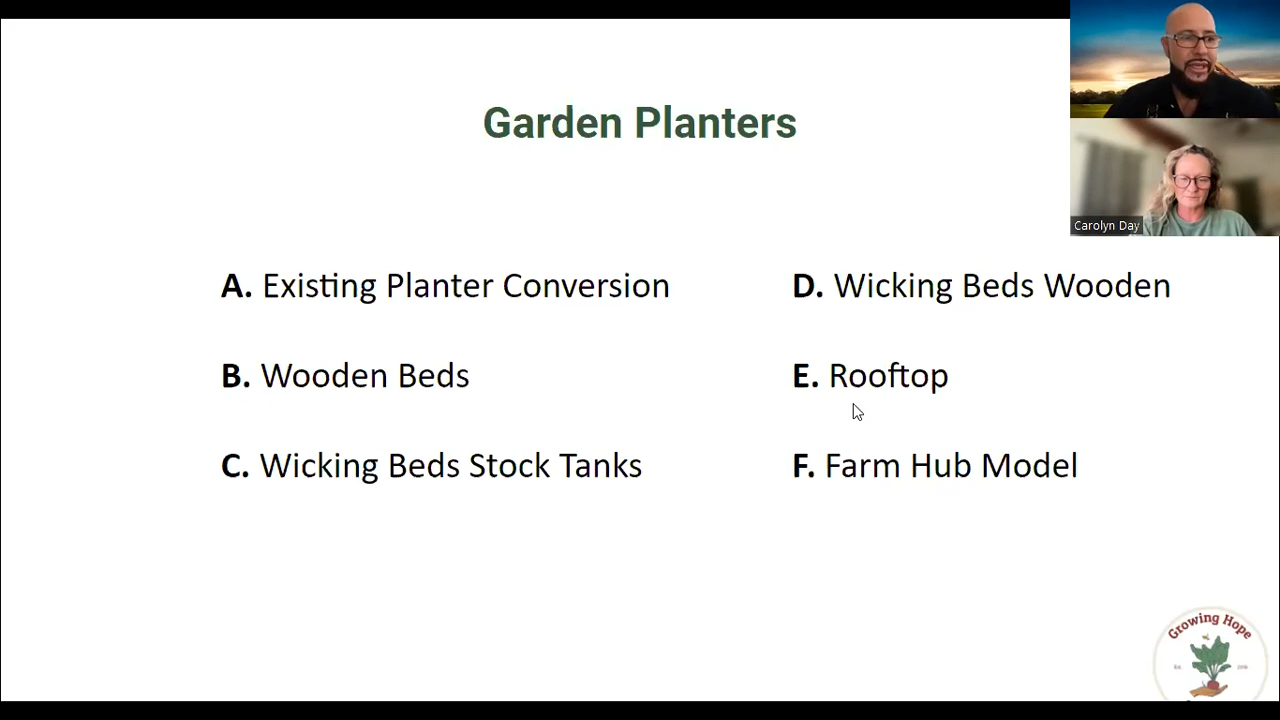 Garden Planters
Carolyn Day
A. Existing Planter Conversion
B. Wooden Beds
C. Wicking Beds Stock Tanks
D. Wicking Beds Wooden
E. Rooftop
F. Farm Hub Model
Growing Hope
Est.